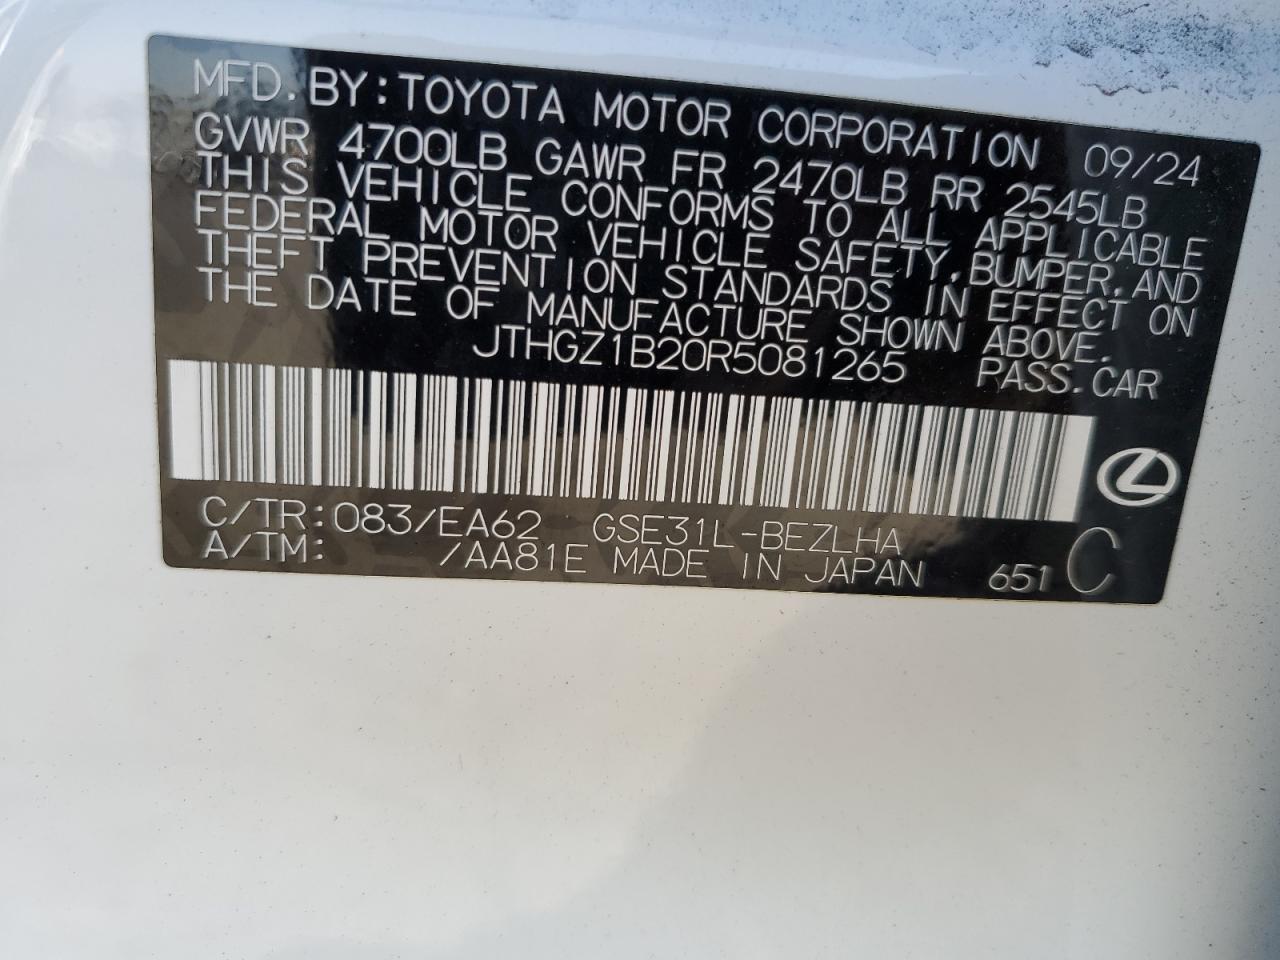 MFD. BY: TOYOTA MOTOR CORPORATION 09/24
GVWR 4700LB GAWR FR 2470LB RR 2545LB
THIS VEHICLE CONFORMS TO ALL APPLICABLE
FEDERAL MOTOR VEHICLE SAFETY, BUMPER, AND
THEFT PREVENTION STANDARDS IN EFFECT ON
THE DATE OF MANUFACTURE SHOWN ABOVE.
JTHGZ1B20R5081265 PASS. CAR
C/TR: 083/EA62 GSE31L-BEZLHA
A/TM: /AA81E MADE IN JAPAN 651 C